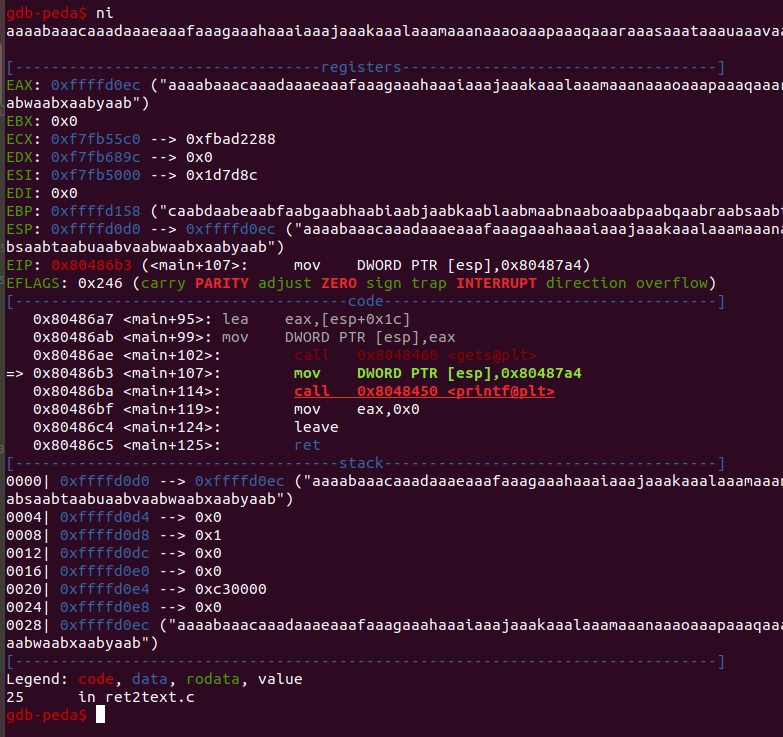 gdb-peda$ ni
aaaabaaacaaadaaaeaaafaaagaaahaaaiaaajaaakaaalaaamaaanaaaoaaapaaaqaaaraaasaaataaauaaava
[----------------------------------registers-----------------------------------]
EAX: 0xffffd0ec ("aaaabaaacaaadaaaeaaafaaagaaahaaaiaaajaaakaaalaaamaaanaaaoaaapaaaqaaar
abwaabxaabyaab")
EBX: 0x0
ECX: 0xf7fb55c0 --> 0xfbad2288
EDX: 0xf7fb689c --> 0x0
ESI: 0xf7fb5000 --> 0x1d7d8c
EDI: 0x0
EBP: 0xffffd158 ("caabdaabeaabfaabgaabhaabiaabjaabkaablaabmaabnaaboaabpaabqaabraabsaabt
ESP: 0xffffd0d0 --> 0xffffd0ec ("aaaabaaacaaadaaaeaaafaaagaaahaaaiaaajaaakaaalaaamaaana
bsaabtaabuaabvaabwaabxaabyaab")
EIP: 0x80486b3 (<main+107>: mov DWORD PTR [esp],0x80487a4)
EFLAGS: 0x246 (carry PARITY adjust ZERO sign trap INTERRUPT direction overflow)
[-------------------------------------code-------------------------------------]
0x80486a7 <main+95>: lea eax,[esp+0x1c]
0x80486ab <main+99>: mov DWORD PTR [esp],eax
0x80486ae <main+102>: call 0x8048460 <gets@plt>
=> 0x80486b3 <main+107>: mov DWORD PTR [esp],0x80487a4
0x80486ba <main+114>: call 0x8048450 <printf@plt>
0x80486bf <main+119>: mov eax,0x0
0x80486c4 <main+124>: leave
0x80486c5 <main+125>: ret
[------------------------------------stack-------------------------------------]
0000| 0xffffd0d0 --> 0xffffd0ec ("aaaabaaacaaadaaaeaaafaaagaaahaaaiaaajaaakaaalaaamaaan
absaabtaabuaabvaabwaabxaabyaab")
0004| 0xffffd0d4 --> 0x0
0008| 0xffffd0d8 --> 0x1
0012| 0xffffd0dc --> 0x0
0016| 0xffffd0e0 --> 0x0
0020| 0xffffd0e4 --> 0xc30000
0024| 0xffffd0e8 --> 0x0
0028| 0xffffd0ec ("aaaabaaacaaadaaaeaaafaaagaaahaaaiaaajaaakaaalaaamaaanaaaoaaapaaaqaaa
aabwaabxaabyaab")
[------------------------------------------------------------------------------]
Legend: code, data, rodata, value
25 in ret2text.c
gdb-peda$